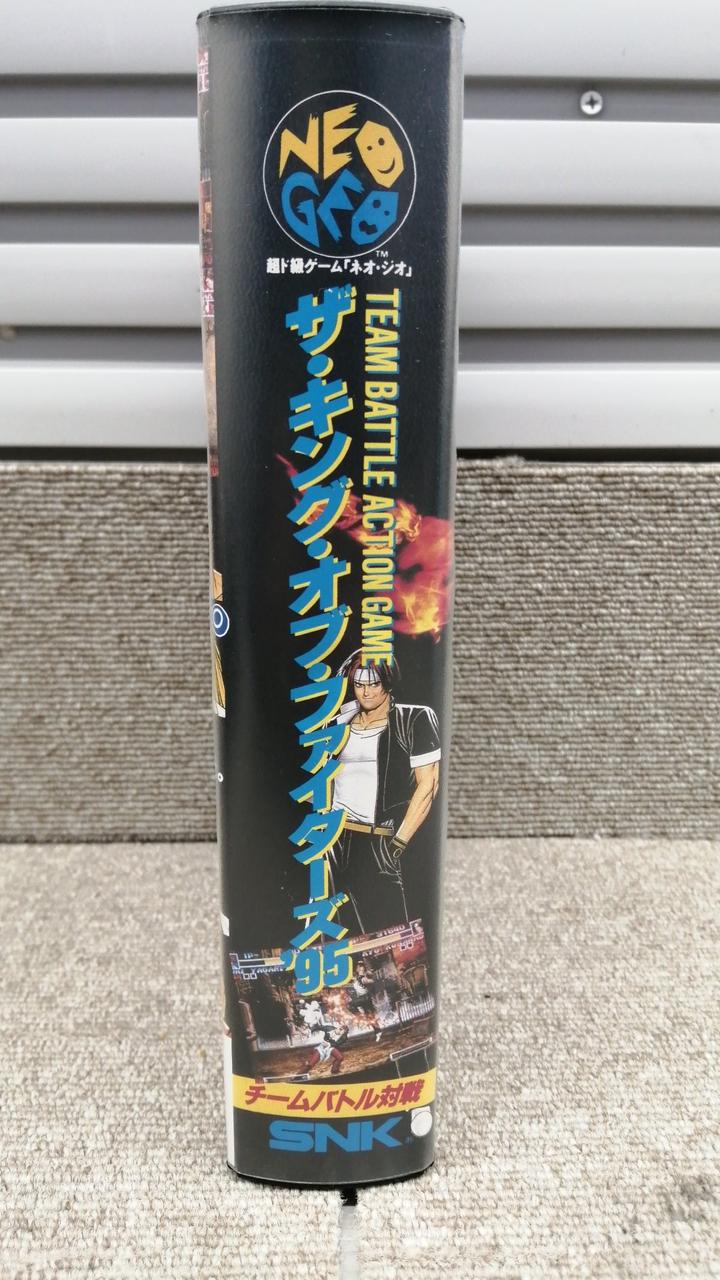 NEO
GEO
TM
超ド級ゲーム「ネオ・ジオ」
TEAM BATTLE ACTION GAME
ザ・キング・オブ・ファイターズ'95
チームバトル対戦
SNK